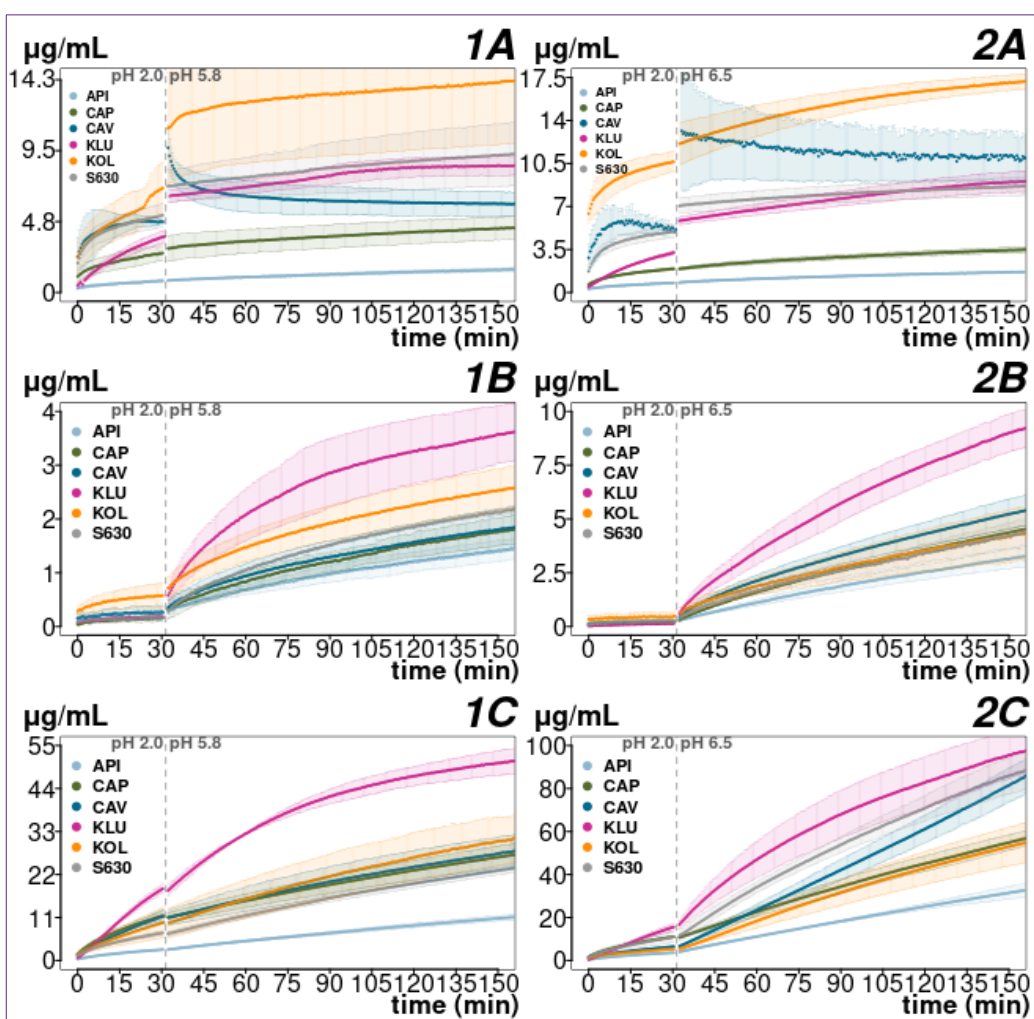 µg/mL 1A
pH 2.0 pH 5.8
14.3
9.5
4.8
0
API
CAP
CAV
KLU
KOL
S630
0 15 30 45 60 75 90 105 120 135 150
time (min)
µg/mL 2A
pH 2.0 pH 6.5
17.5
14
10.5
7
3.5
0
API
CAP
CAV
KLU
KOL
S630
0 15 30 45 60 75 90 105 120 135 150
time (min)
µg/mL 1B
pH 2.0 pH 5.8
4
3
2
1
0
API
CAP
CAV
KLU
KOL
S630
0 15 30 45 60 75 90 105 120 135 150
time (min)
µg/mL 2B
pH 2.0 pH 6.5
10
7.5
5
2.5
0
API
CAP
CAV
KLU
KOL
S630
0 15 30 45 60 75 90 105 120 135 150
time (min)
µg/mL 1C
pH 2.0 pH 5.8
55
44
33
22
11
0
API
CAP
CAV
KLU
KOL
S630
0 15 30 45 60 75 90 105 120 135 150
time (min)
µg/mL 2C
pH 2.0 pH 6.5
100
80
60
40
20
0
API
CAP
CAV
KLU
KOL
S630
0 15 30 45 60 75 90 105 120 135 150
time (min)